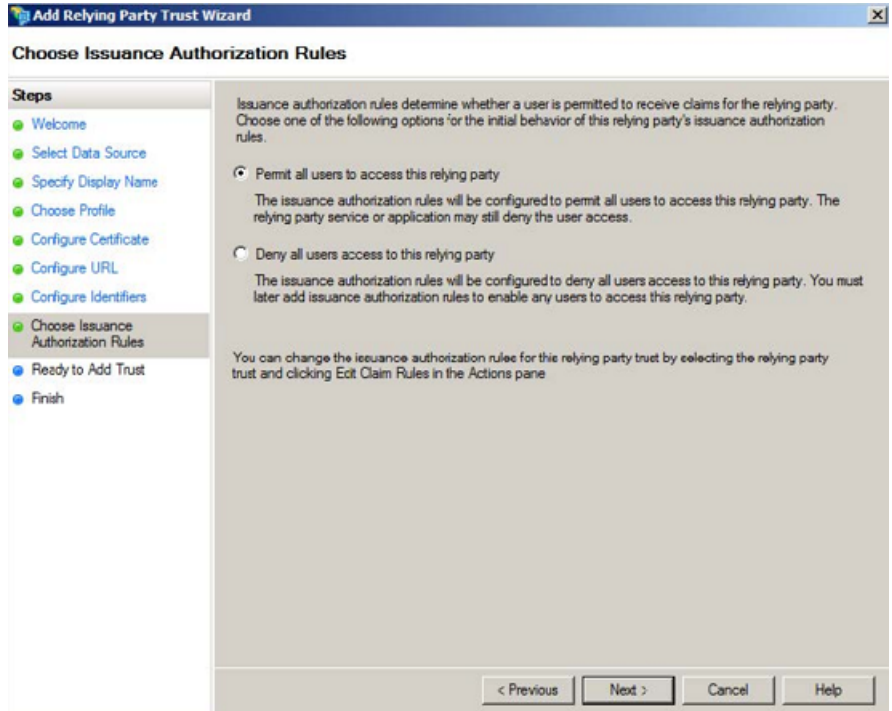 Add Relying Party Trust Wizard
Choose Issuance Authorization Rules
Steps
Welcome
Select Data Source
Specify Display Name
Choose Profile
Configure Certificate
Configure URL
Configure Identifiers
Choose Issuance
Authorization Rules
Ready to Add Trust
Finish
Issuance authorization rules determine whether a user is permitted to receive claims for the relying party.
Choose one of the following options for the initial behavior of this relying party's issuance authorization
rules.
Permit all users to access this relying party
The issuance authorization rules will be configured to permit all users to access this relying party. The
relying party service or application may still deny the user access.
Deny all users access to this relying party
The issuance authorization rules will be configured to deny all users access to this relying party. You must
later add issuance authorization rules to enable any users to access this relying party.
You can change the issuance authorization rules for this relying party trust by selecting the relying party
trust and clicking Edit Claim Rules in the Actions pane
< Previous
Next >
Cancel
Help